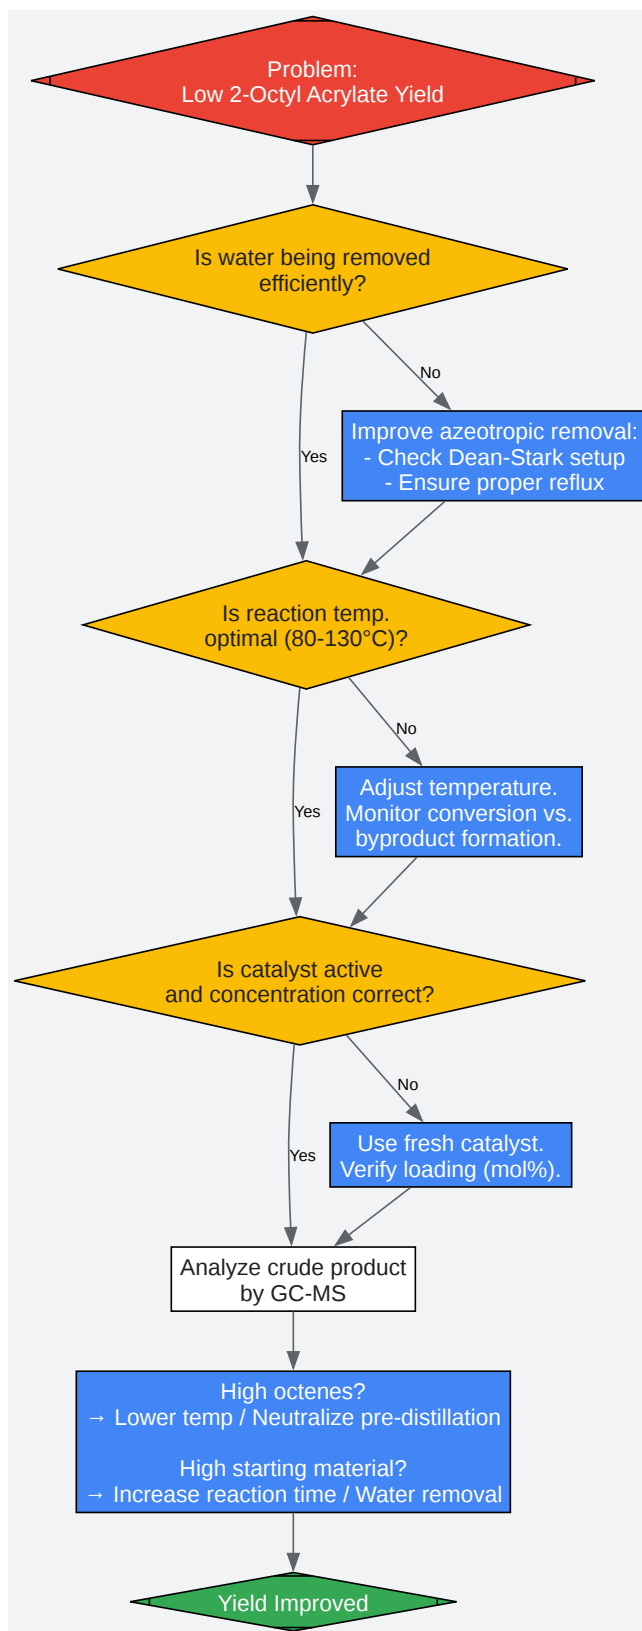 Problem:
Low 2-Octyl Acrylate Yield
Is water being removed
efficiently?
No
Improve azeotropic removal:
- Check Dean-Stark setup
- Ensure proper reflux
Yes
Is reaction temp.
optimal (80-130°C)?
No
Adjust temperature.
Monitor conversion vs.
byproduct formation.
Yes
Is catalyst active
and concentration correct?
No
Use fresh catalyst.
Verify loading (mol%).
Yes
Analyze crude product
by GC-MS
High octenes?
→ Lower temp / Neutralize pre-distillation
High starting material?
→ Increase reaction time / Water removal
Yield Improved